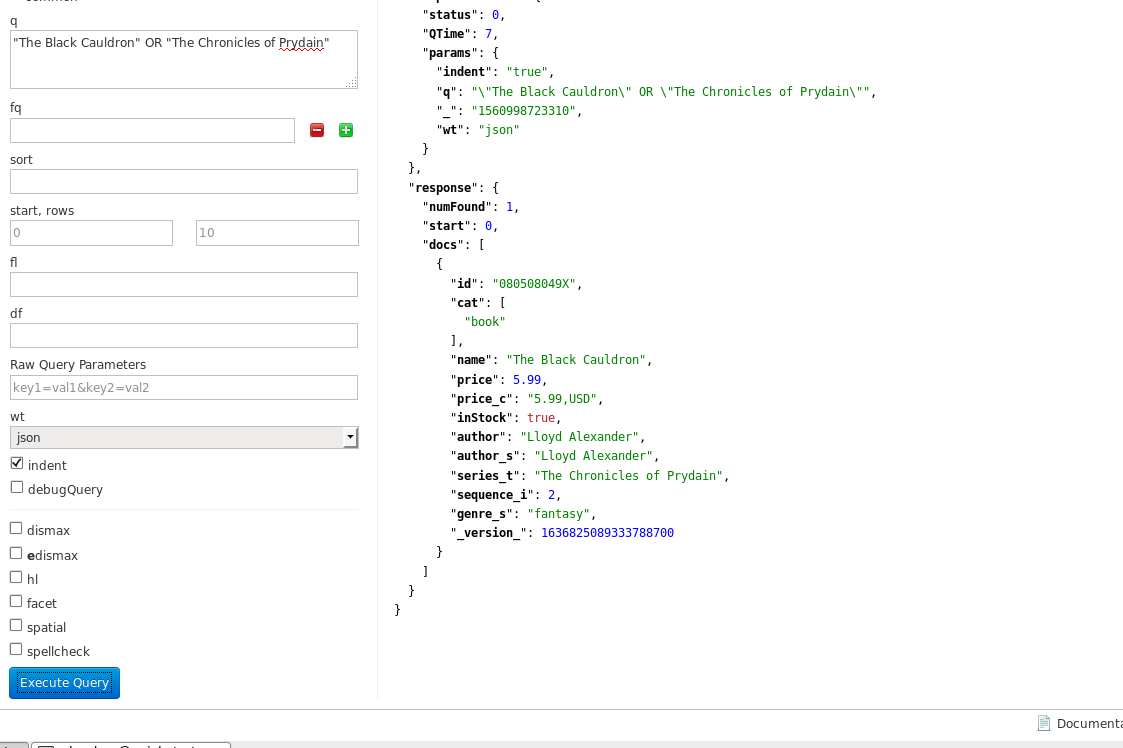 q
"The Black Cauldron" OR "The Chronicles of Prydain"
fq
sort
start, rows
0 10
fl
df
Raw Query Parameters
key1=val1&key2=val2
wt
json
indent
debugQuery
dismax
edismax
hl
facet
spatial
spellcheck
Execute Query
"status": 0,
"QTime": 7,
"params": {
"indent": "true",
"q": "\"The Black Cauldron\" OR \"The Chronicles of Prydain\"",
"_": "1560998723310",
"wt": "json"
}
},
"response": {
"numFound": 1,
"start": 0,
"docs": [
{
"id": "080508049X",
"cat": [
"book"
],
"name": "The Black Cauldron",
"price": 5.99,
"price_c": "5.99,USD",
"inStock": true,
"author": "Lloyd Alexander",
"author_s": "Lloyd Alexander",
"series_t": "The Chronicles of Prydain",
"sequence_i": 2,
"genre_s": "fantasy",
"_version_": 1636825089333788700
}
]
}
}
Documenta